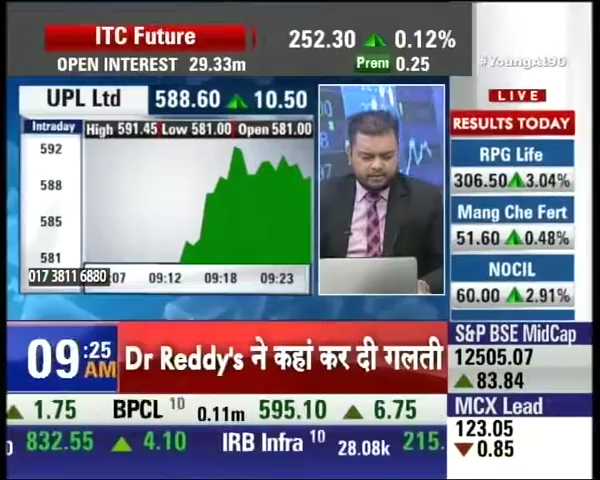 ITC Future
252.30 ▲ 0.12%
OPEN INTEREST 29.33m
Prem 0.25
#YoungAt90
LIVE
UPL Ltd
588.60 ▲ 10.50
Intraday
High 591.45 Low 581.00 Open 581.00
592
588
585
581
017 3811 6880
:07 09:12 09:18 09:23
RESULTS TODAY
RPG Life
306.50 ▲ 3.04%
Mang Che Fert
51.60 ▲ 0.48%
NOCIL
60.00 ▲ 2.91%
09:25 AM
Dr Reddy's ने कहां कर दी गलती
S&P BSE MidCap
12505.07
▲ 83.84
MCX Lead
123.05
▼ 0.85
▲ 1.75 BPCL 10 0.11m 595.10 ▲ 6.75
832.55 ▲ 4.10 IRB Infra 10 28.08k 215.